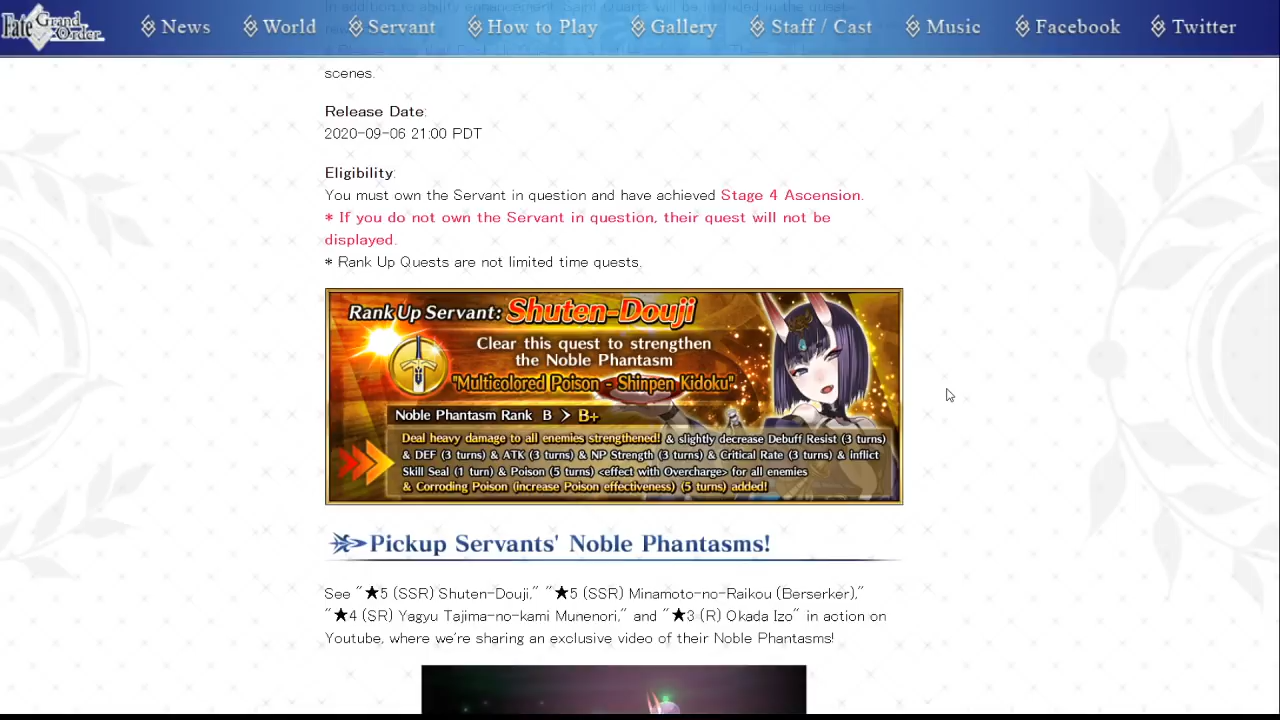 Fate Grand Order
News
World
Servant
How to Play
Gallery
Staff / Cast
Music
Facebook
Twitter
scenes.
Release Date:
2020-09-06 21:00 PDT
Eligibility:
You must own the Servant in question and have achieved Stage 4 Ascension.
* If you do not own the Servant in question, their quest will not be
displayed.
* Rank Up Quests are not limited time quests.
Rank Up Servant: Shuten-Douji
Clear this quest to strengthen
the Noble Phantasm
"Multicolored Poison - Shinpen Kidoku"
Noble Phantasm Rank B > B+
Deal heavy damage to all enemies strengthened! & slightly decrease Debuff Resist (3 turns)
& DEF (3 turns) & ATK (3 turns) & NP Strength (3 turns) & Critical Rate (3 turns) & inflict
Skill Seal (1 turn) & Poison (5 turns) <effect with Overcharge> for all enemies
& Corroding Poison (increase Poison effectiveness) (5 turns) added!
Pickup Servants' Noble Phantasms!
See "★5 (SSR) Shuten-Douji," "★5 (SSR) Minamoto-no-Raikou (Berserker),"
"★4 (SR) Yagyu Tajima-no-kami Munenori," and "★3 (R) Okada Izo" in action on
Youtube, where we're sharing an exclusive video of their Noble Phantasms!